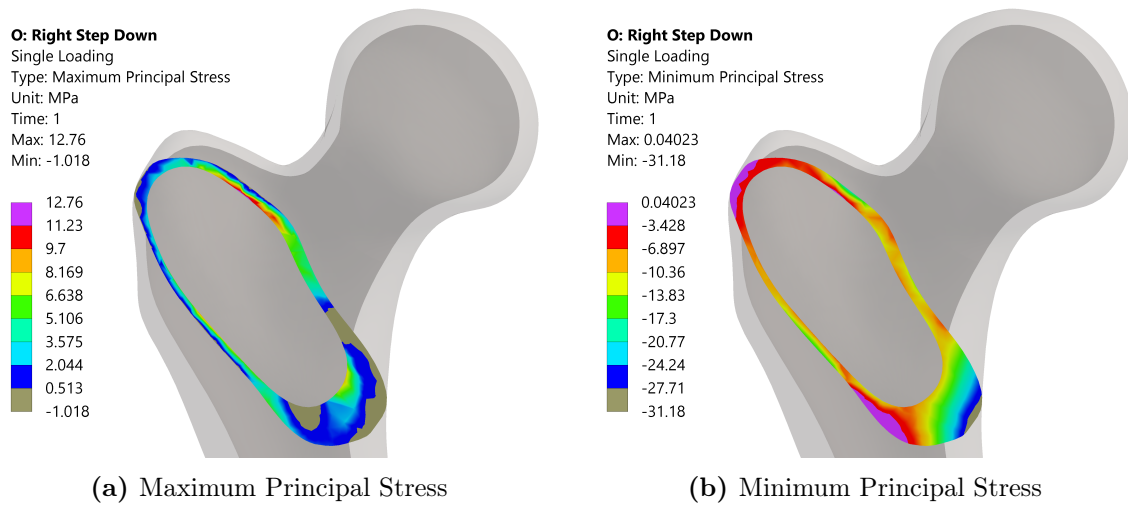 O: Right Step Down
Single Loading
Type: Maximum Principal Stress
Unit: MPa
Time: 1
Max: 12.76
Min: -1.018
12.76
11.23
9.7
8.169
6.638
5.106
3.575
2.044
0.513
-1.018
(a) Maximum Principal Stress
O: Right Step Down
Single Loading
Type: Minimum Principal Stress
Unit: MPa
Time: 1
Max: 0.04023
Min: -31.18
0.04023
-3.428
-6.897
-10.36
-13.83
-17.3
-20.77
-24.24
-27.71
-31.18
(b) Minimum Principal Stress